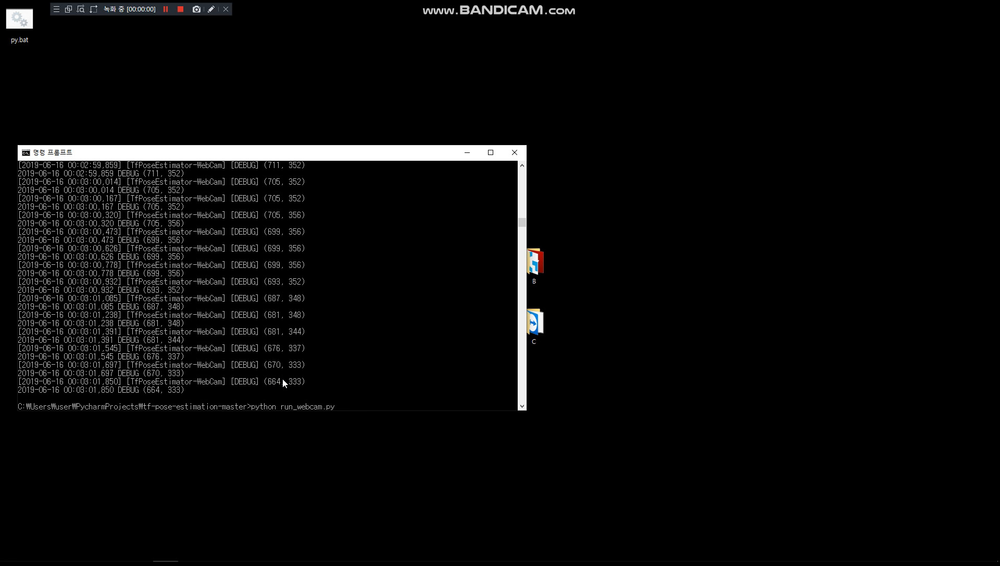 녹화 중 [00:00:00]
www.BANDICAM.com
py.bat
명령 프롬프트
[2019-06-16 00:02:59,859] [TfPoseEstimator-WebCam] [DEBUG] (711, 352)
2019-06-16 00:02:59,859 DEBUG (711, 352)
[2019-06-16 00:03:00,014] [TfPoseEstimator-WebCam] [DEBUG] (705, 352)
2019-06-16 00:03:00,014 DEBUG (705, 352)
[2019-06-16 00:03:00,167] [TfPoseEstimator-WebCam] [DEBUG] (705, 352)
2019-06-16 00:03:00,167 DEBUG (705, 352)
[2019-06-16 00:03:00,320] [TfPoseEstimator-WebCam] [DEBUG] (705, 356)
2019-06-16 00:03:00,320 DEBUG (705, 356)
[2019-06-16 00:03:00,473] [TfPoseEstimator-WebCam] [DEBUG] (699, 356)
2019-06-16 00:03:00,473 DEBUG (699, 356)
[2019-06-16 00:03:00,626] [TfPoseEstimator-WebCam] [DEBUG] (699, 356)
2019-06-16 00:03:00,626 DEBUG (699, 356)
[2019-06-16 00:03:00,778] [TfPoseEstimator-WebCam] [DEBUG] (699, 356)
2019-06-16 00:03:00,778 DEBUG (699, 356)
[2019-06-16 00:03:00,932] [TfPoseEstimator-WebCam] [DEBUG] (693, 352)
2019-06-16 00:03:00,932 DEBUG (693, 352)
[2019-06-16 00:03:01,085] [TfPoseEstimator-WebCam] [DEBUG] (687, 348)
2019-06-16 00:03:01,085 DEBUG (687, 348)
[2019-06-16 00:03:01,238] [TfPoseEstimator-WebCam] [DEBUG] (681, 348)
2019-06-16 00:03:01,238 DEBUG (681, 348)
[2019-06-16 00:03:01,391] [TfPoseEstimator-WebCam] [DEBUG] (681, 344)
2019-06-16 00:03:01,391 DEBUG (681, 344)
[2019-06-16 00:03:01,545] [TfPoseEstimator-WebCam] [DEBUG] (676, 337)
2019-06-16 00:03:01,545 DEBUG (676, 337)
[2019-06-16 00:03:01,697] [TfPoseEstimator-WebCam] [DEBUG] (670, 333)
2019-06-16 00:03:01,697 DEBUG (670, 333)
[2019-06-16 00:03:01,850] [TfPoseEstimator-WebCam] [DEBUG] (664, 333)
2019-06-16 00:03:01,850 DEBUG (664, 333)
C:₩Users₩user₩PycharmProjects₩tf-pose-estimation-master>python run_webcam.py
B
C